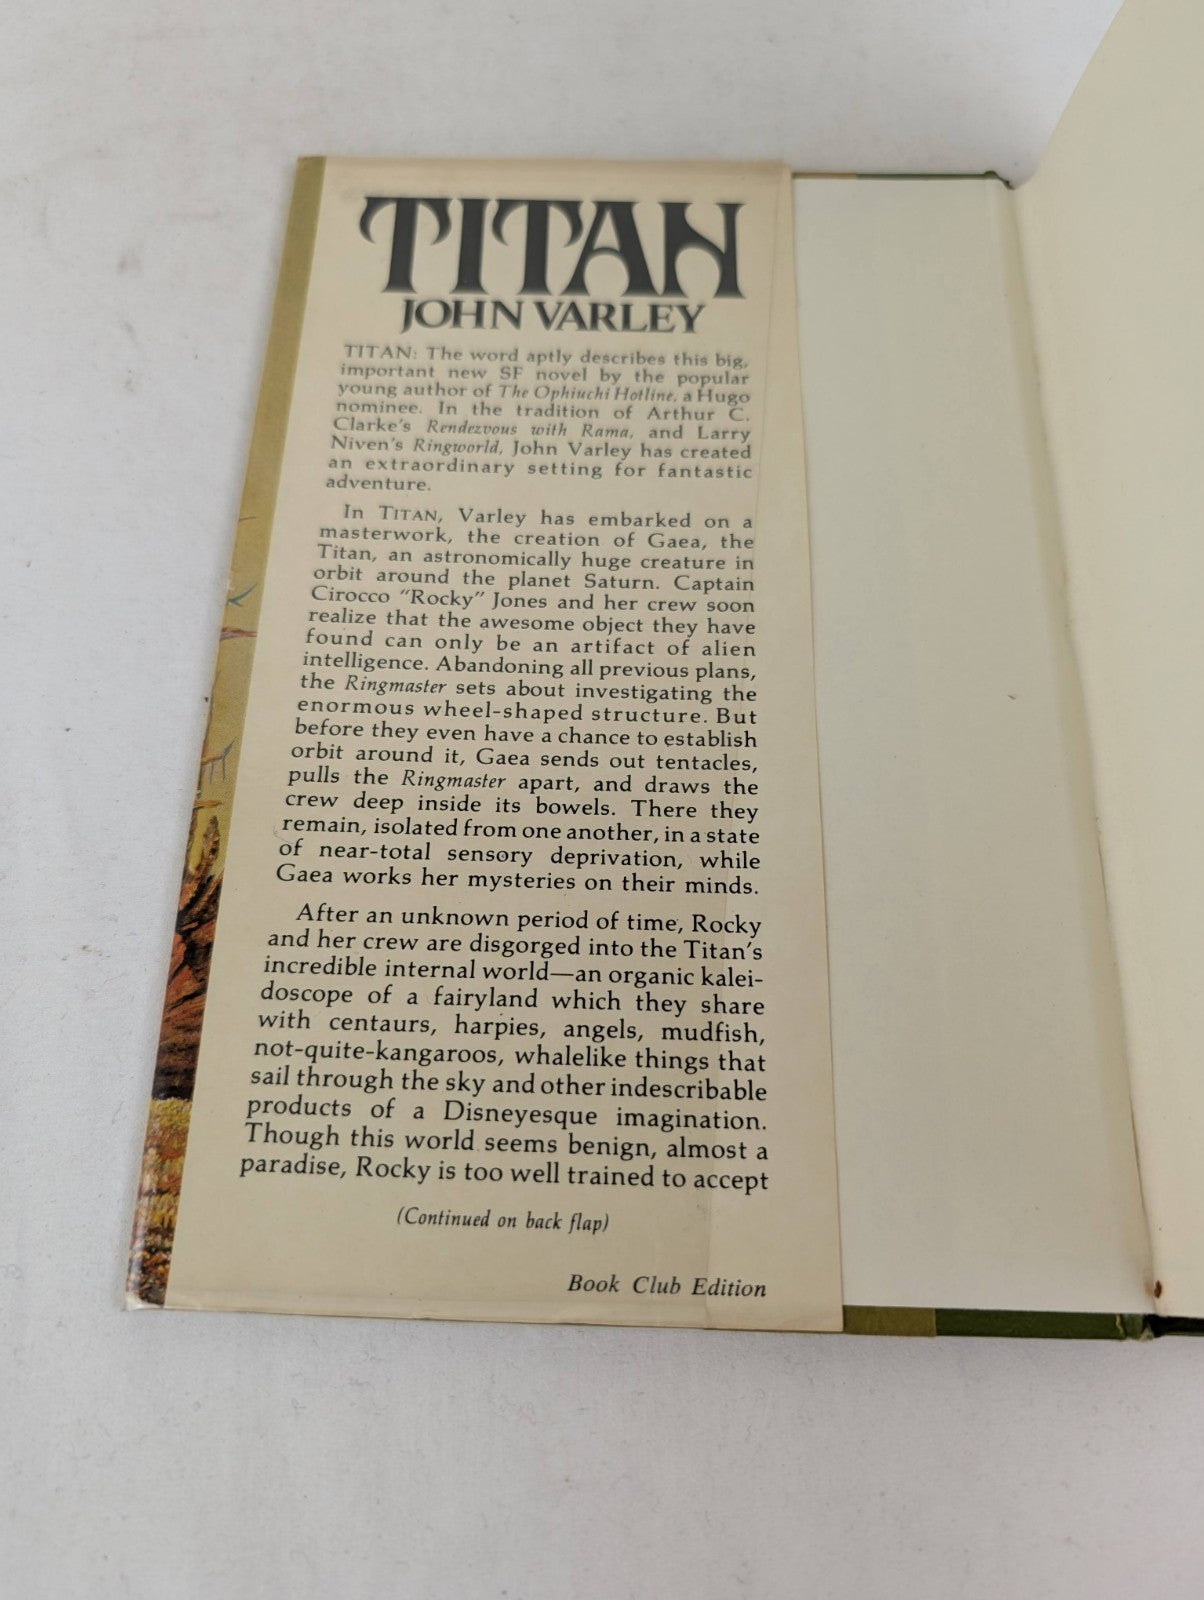 TITAN
JOHN VARLEY
TITAN: The word aptly describes this big,
important new SF novel by the popular
young author of The Ophiuchi Hotline, a Hugo
nominee. In the tradition of Arthur C.
Clarke's Rendezvous with Rama, and Larry
Niven's Ringworld, John Varley has created
an extraordinary setting for fantastic
adventure.
In TITAN, Varley has embarked on a
masterwork, the creation of Gaea, the
Titan, an astronomically huge creature in
orbit around the planet Saturn. Captain
Cirocco "Rocky" Jones and her crew soon
realize that the awesome object they have
found can only be an artifact of alien
intelligence. Abandoning all previous plans,
the Ringmaster sets about investigating the
enormous wheel-shaped structure. But
before they even have a chance to establish
orbit around it, Gaea sends out tentacles,
pulls the Ringmaster apart, and draws the
crew deep inside its bowels. There they
remain, isolated from one another, in a state
of near-total sensory deprivation, while
Gaea works her mysteries on their minds.
After an unknown period of time, Rocky
and her crew are disgorged into the Titan's
incredible internal world—an organic kalei-
doscope of a fairyland which they share
with centaurs, harpies, angels, mudfish,
not-quite-kangaroos, whalelike things that
sail through the sky and other indescribable
products of a Disneyesque imagination.
Though this world seems benign, almost a
paradise, Rocky is too well trained to accept
(Continued on back flap)
Book Club Edition